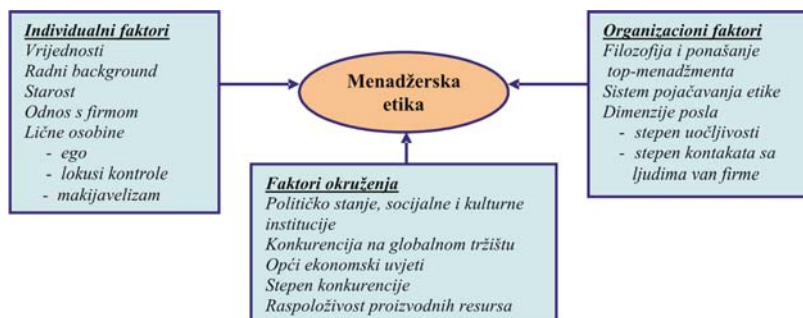 Individualni faktori
Vrijednosti
Radni background
Starost
Odnos s firmom
Lične osobine
- ego
- lokusi kontrole
- makijavelizam
Menadžerska
etika
Organizacioni faktori
Filozofija i ponašanje
top-menadžmenta
Sistem pojačavanja etike
Dimenzije posla
- stepen uočljivosti
- stepen kontakata sa
ljudima van firme
Faktori okruženja
Političko stanje, socijalne i kulturne
institucije
Konkurencija na globalnom tržištu
Opći ekonomski uvjeti
Stepen konkurencije
Raspoloživost proizvodnih resursa